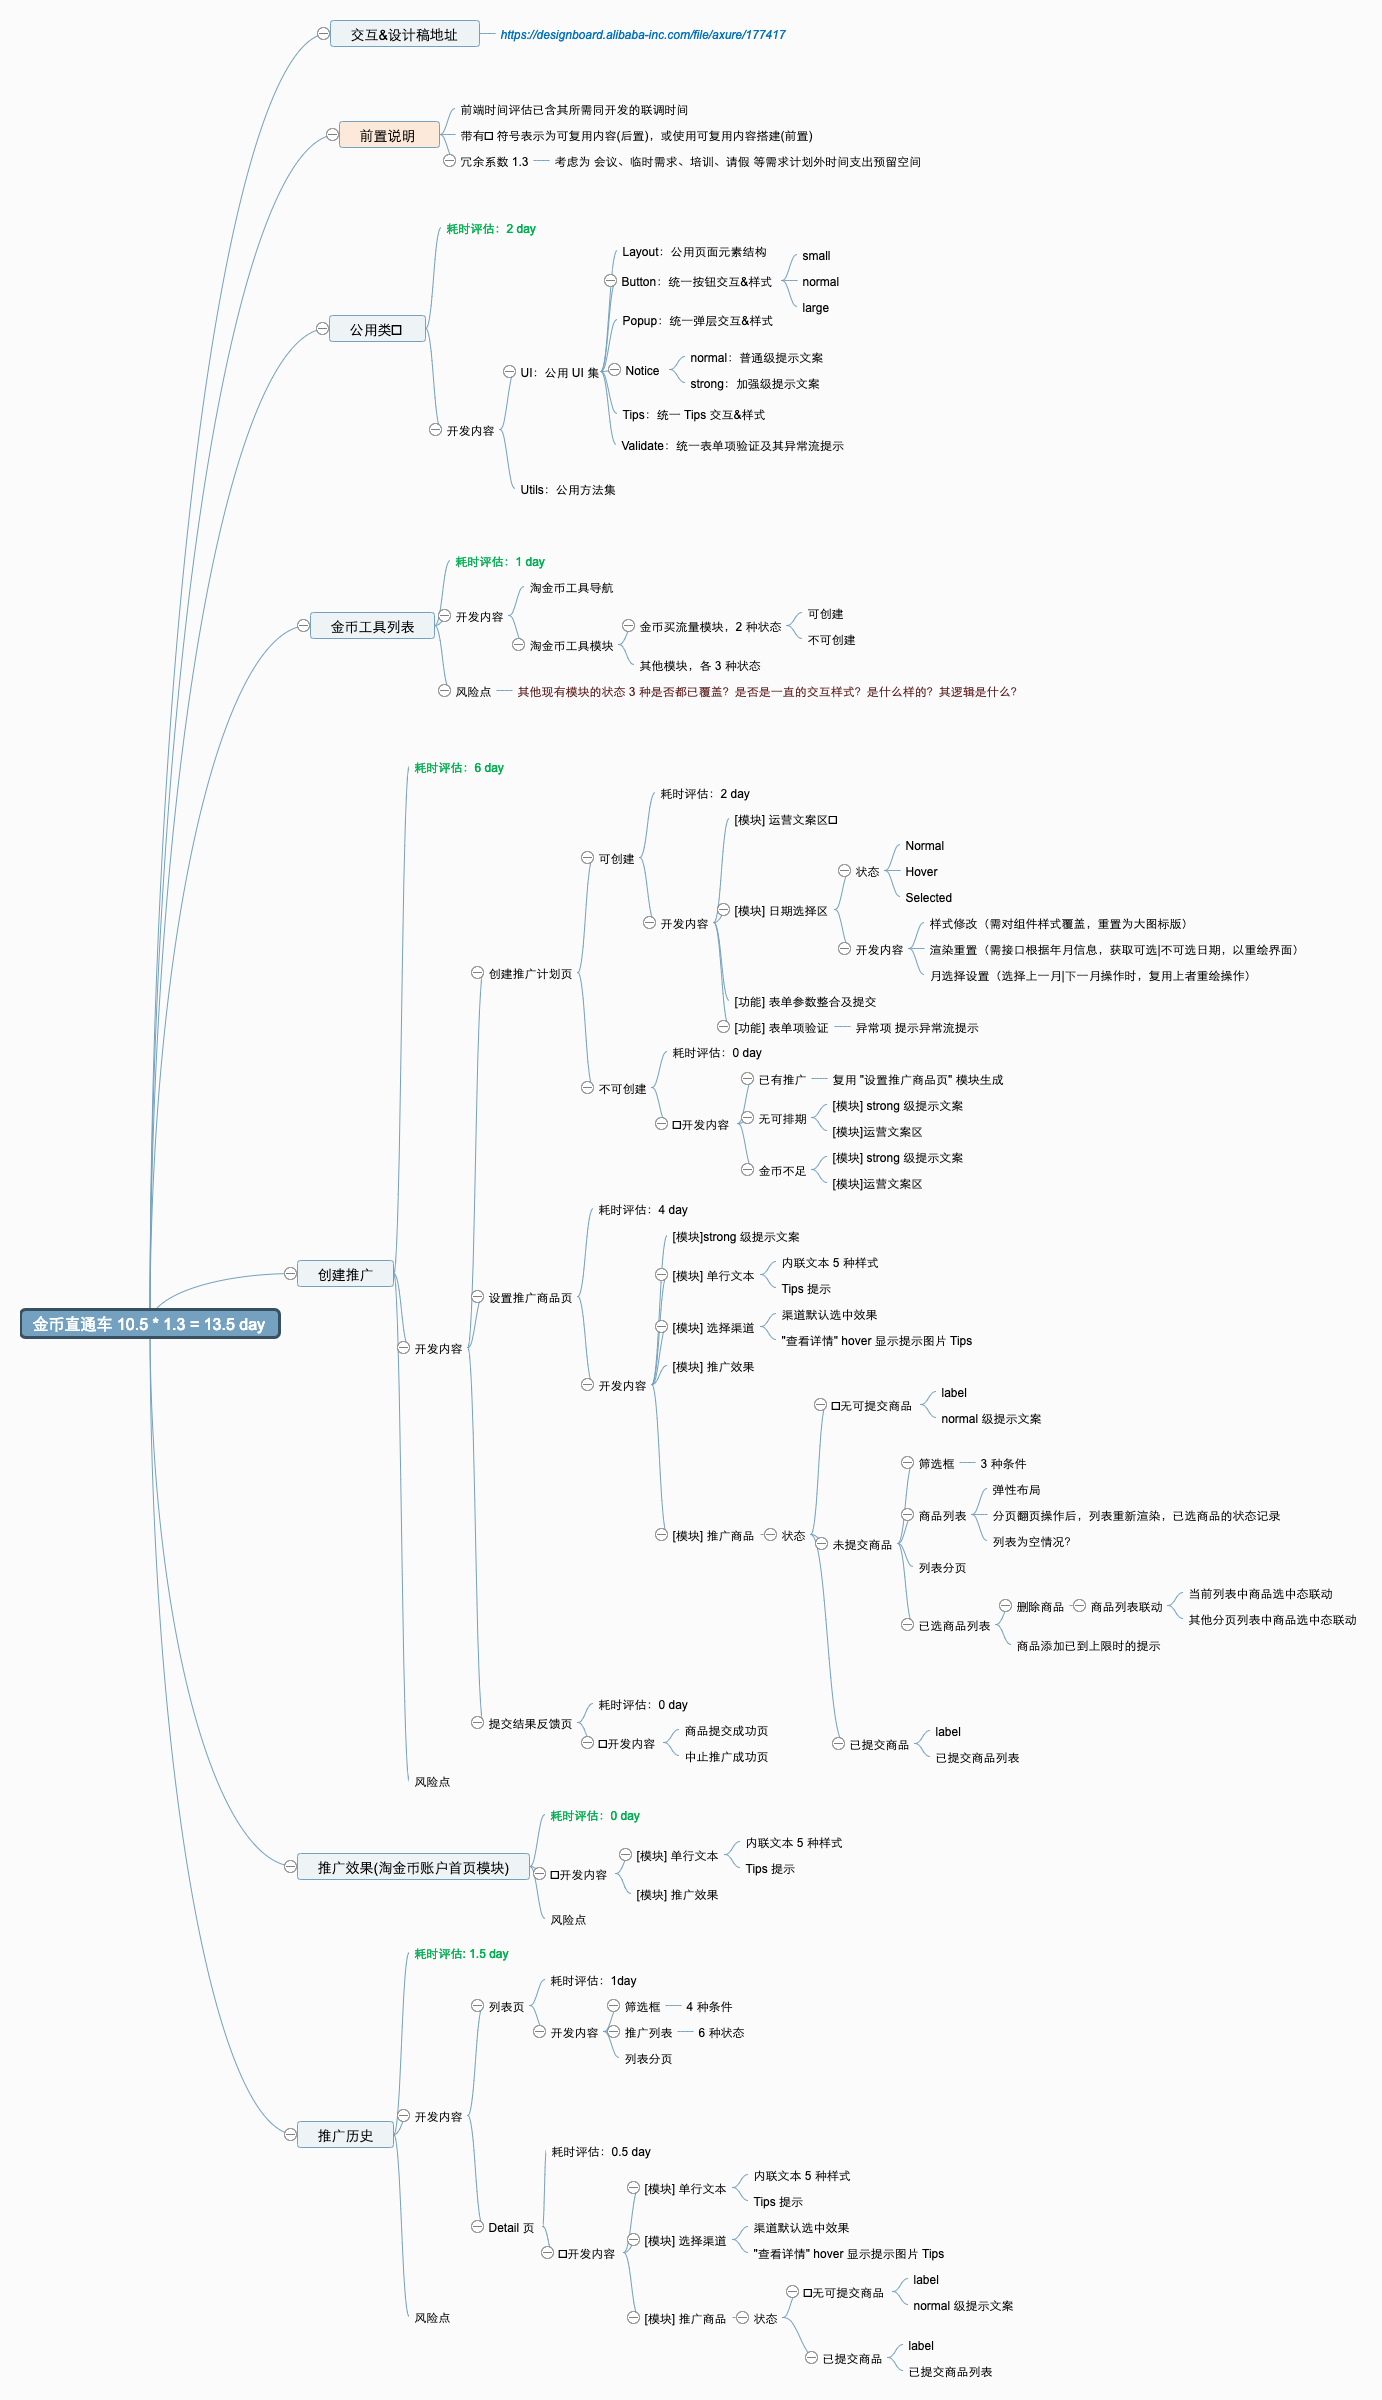 交互&设计稿地址
https://designboard.alibaba-inc.com/file/axure/177417
前置说明
前端时间评估已含其所需同开发的联调时间
带有□ 符号表示为可复用内容(后置)，或使用可复用内容搭建(前置)
冗余系数 1.3
考虑为 会议、临时需求、培训、请假 等需求计划外时间支出预留空间
公用类□
耗时评估：2 day
开发内容
UI：公用 UI 集
Layout：公用页面元素结构
Button：统一按钮交互&样式
small
normal
large
Popup：统一弹层交互&样式
Notice
normal：普通级提示文案
strong：加强级提示文案
Tips：统一 Tips 交互&样式
Validate：统一表单项验证及其异常流提示
Utils：公用方法集
金币工具列表
耗时评估：1 day
开发内容
淘金币工具导航
淘金币工具模块
金币买流量模块，2 种状态
可创建
不可创建
其他模块，各 3 种状态
风险点
其他现有模块的状态 3 种是否都已覆盖？是否是一直的交互样式？是什么样的？其逻辑是什么？
金币直通车 10.5 * 1.3 = 13.5 day
创建推广
耗时评估：6 day
开发内容
创建推广计划页
可创建
耗时评估：2 day
开发内容
[模块] 运营文案区□
[模块] 日期选择区
状态
Normal
Hover
Selected
开发内容
样式修改（需对组件样式覆盖，重置为大图标版）
渲染重置（需接口根据年月信息，获取可选|不可选日期，以重绘界面）
月选择设置（选择上一月|下一月操作时，复用上者重绘操作）
[功能] 表单参数整合及提交
[功能] 表单项验证
异常项 提示异常流提示
不可创建
耗时评估：0 day
□开发内容
已有推广
复用 "设置推广商品页" 模块生成
无可排期
[模块] strong 级提示文案
[模块]运营文案区
金币不足
[模块] strong 级提示文案
[模块]运营文案区
设置推广商品页
耗时评估：4 day
开发内容
[模块]strong 级提示文案
[模块] 单行文本
内联文本 5 种样式
Tips 提示
[模块] 选择渠道
渠道默认选中效果
"查看详情" hover 显示提示图片 Tips
[模块] 推广效果
[模块] 推广商品
状态
□无可提交商品
label
normal 级提示文案
未提交商品
筛选框
3 种条件
商品列表
弹性布局
分页翻页操作后，列表重新渲染，已选商品的状态记录
列表为空情况？
列表分页
已选商品列表
删除商品
商品列表联动
当前列表中商品选中态联动
其他分页列表中商品选中态联动
商品添加已到上限时的提示
已提交商品
label
已提交商品列表
提交结果反馈页
耗时评估：0 day
□开发内容
商品提交成功页
中止推广成功页
风险点
推广效果(淘金币账户首页模块)
耗时评估：0 day
□开发内容
[模块] 单行文本
内联文本 5 种样式
Tips 提示
[模块] 推广效果
风险点
推广历史
耗时评估: 1.5 day
开发内容
列表页
耗时评估：1day
开发内容
筛选框
4 种条件
推广列表
6 种状态
列表分页
Detail 页
耗时评估：0.5 day
□开发内容
[模块] 单行文本
内联文本 5 种样式
Tips 提示
[模块] 选择渠道
渠道默认选中效果
"查看详情" hover 显示提示图片 Tips
[模块] 推广商品
状态
□无可提交商品
label
normal 级提示文案
已提交商品
label
已提交商品列表
风险点